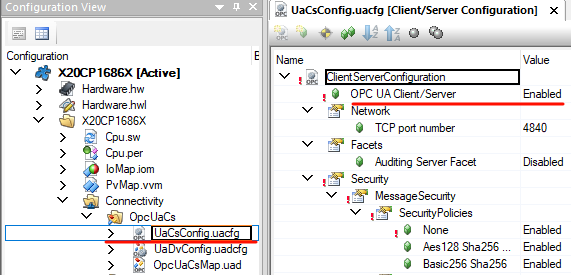 Configuration View
Configuration
X20CP1686X [Active]
Hardware.hw
Hardware.hwl
X20CP1686X
Cpu.sw
Cpu.per
IoMap.iom
PvMap.vvm
Connectivity
OpcUaCs
UaCsConfig.uacfg
UaDvConfig.uadcfg
OpcUaCsMap.uad
UaCsConfig.uacfg [Client/Server Configuration]
Name Value
ClientServerConfiguration
OPC UA Client/Server Enabled
Network
TCP port number 4840
Facets
Auditing Server Facet Disabled
Security
MessageSecurity
SecurityPolicies
None Enabled
Aes128 Sha256 ... Enabled
Basic256 Sha256 Enabled